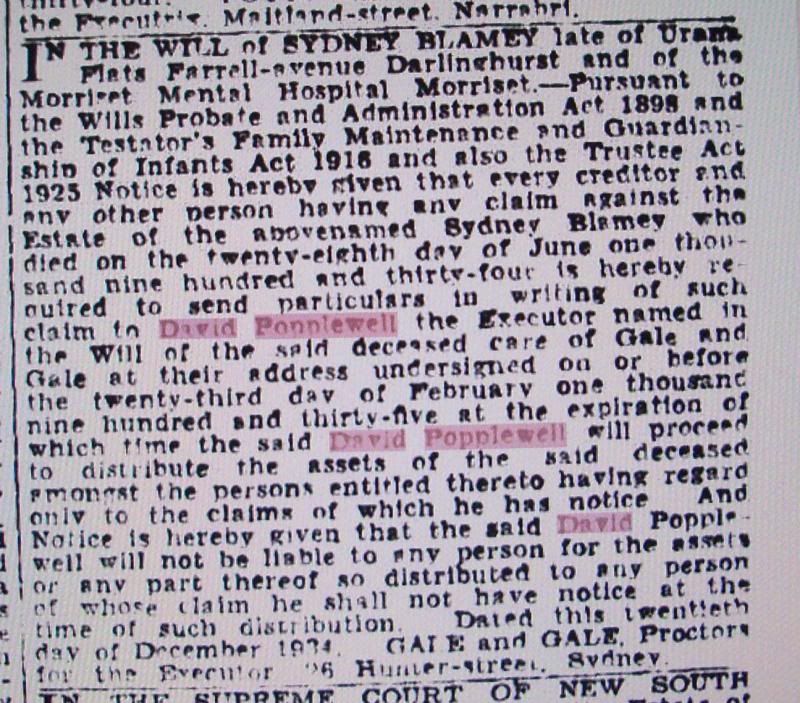 the Executrix, Maitland-street, Narrabri.
IN THE WILL of SYDNEY BLAMEY late of Urana
Flats Farrell-avenue Darlinghurst and of the
Morriset Mental Hospital Morriset.—Pursuant to
the Wills Probate and Administration Act 1898 and
the Testator's Family Maintenance and Guardian-
ship of Infants Act 1916 and also the Trustee Act
1925 Notice is hereby given that every creditor and
any other person having any claim against the
Estate of the abovenamed Sydney Blamey who
died on the twenty-eighth day of June one thou-
sand nine hundred and thirty-four is hereby re-
quired to send particulars in writing of such
claim to David Popplewell the Executor named in
the Will of the said deceased care of Gale and
Gale at their address undersigned on or before
the twenty-third day of February one thousand
nine hundred and thirty-five at the expiration of
which time the said David Popplewell will proceed
to distribute the assets of the said deceased
amongst the persons entitled thereto having regard
only to the claims of which he has notice And
Notice is hereby given that the said David Popple-
well will not be liable to any person for the assets
or any part thereof so distributed to any person
of whose claim he shall not have notice at the
time of such distribution. Dated this twentieth
day of December 1934. GALE and GALE, Proctors
for the Executor Hunter-street, Sydney.
IN THE SUPREME COURT OF NEW SOUTH
Estate of